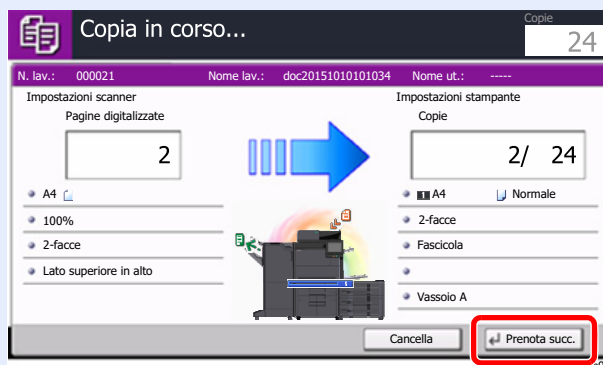 Copia in corso...
Copie
24
N. lav.: 000021 Nome lav.: doc20151010101034 Nome ut.: -----
Impostazioni scanner
Pagine digitalizzate
2
A4
100%
2-facce
Lato superiore in alto
Impostazioni stampante
Copie
2/ 24
1 A4 Normale
2-facce
Fascicola
Vassoio A
Cancella
Prenota succ.